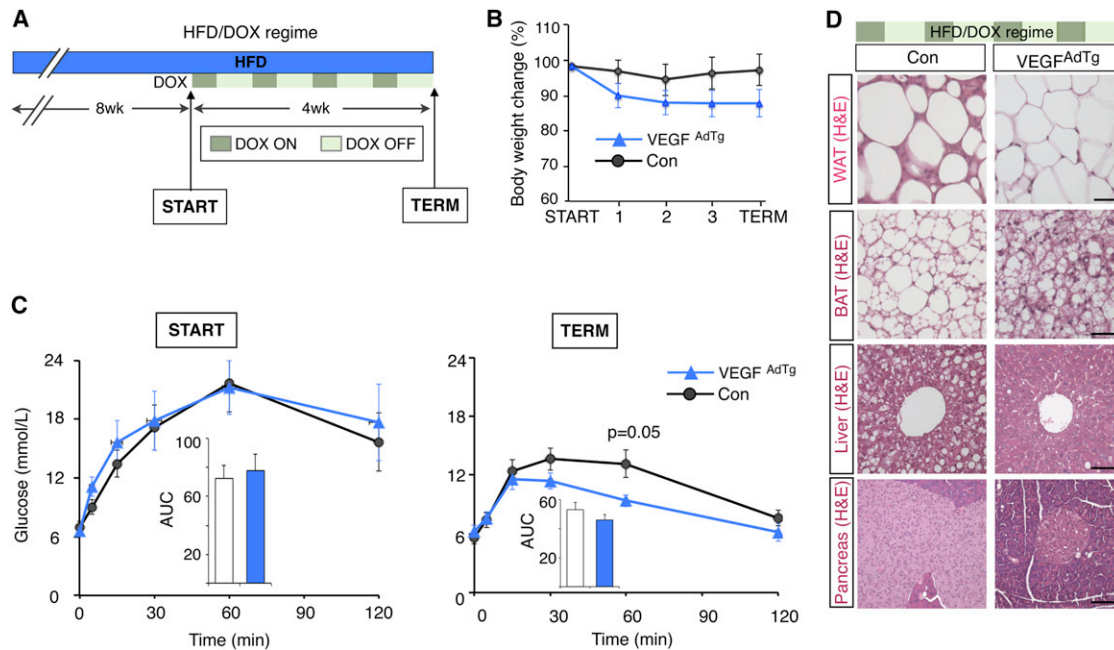 A
HFD/DOX regime
HFD
DOX
8wk
4wk
DOX ON
DOX OFF
START
TERM
B
Body weight change (%)
110
100
90
80
70
60
VEGF AdTg
Con
START
1
2
3
TERM
C
START
Glucose (mmol/L)
24
18
12
6
0
AUC
100
80
60
40
20
0
30
60
90
120
Time (min)
TERM
VEGF AdTg
Con
p=0.05
24
18
12
6
0
AUC
60
40
20
0
30
60
90
120
Time (min)
D
HFD/DOX regime
Con
VEGFAdTg
WAT (H&E)
BAT (H&E)
Liver (H&E)
Pancreas (H&E)